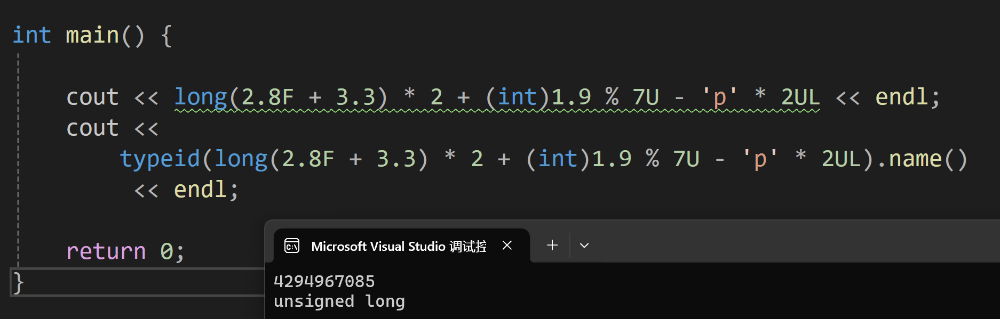 int main() {
cout << long(2.8F + 3.3) * 2 + (int)1.9 % 7U - 'p' * 2UL << endl;
cout <<
typeid(long(2.8F + 3.3) * 2 + (int)1.9 % 7U - 'p' * 2UL).name()
<< endl;
return 0;
}
Microsoft Visual Studio 调试控
4294967085
unsigned long